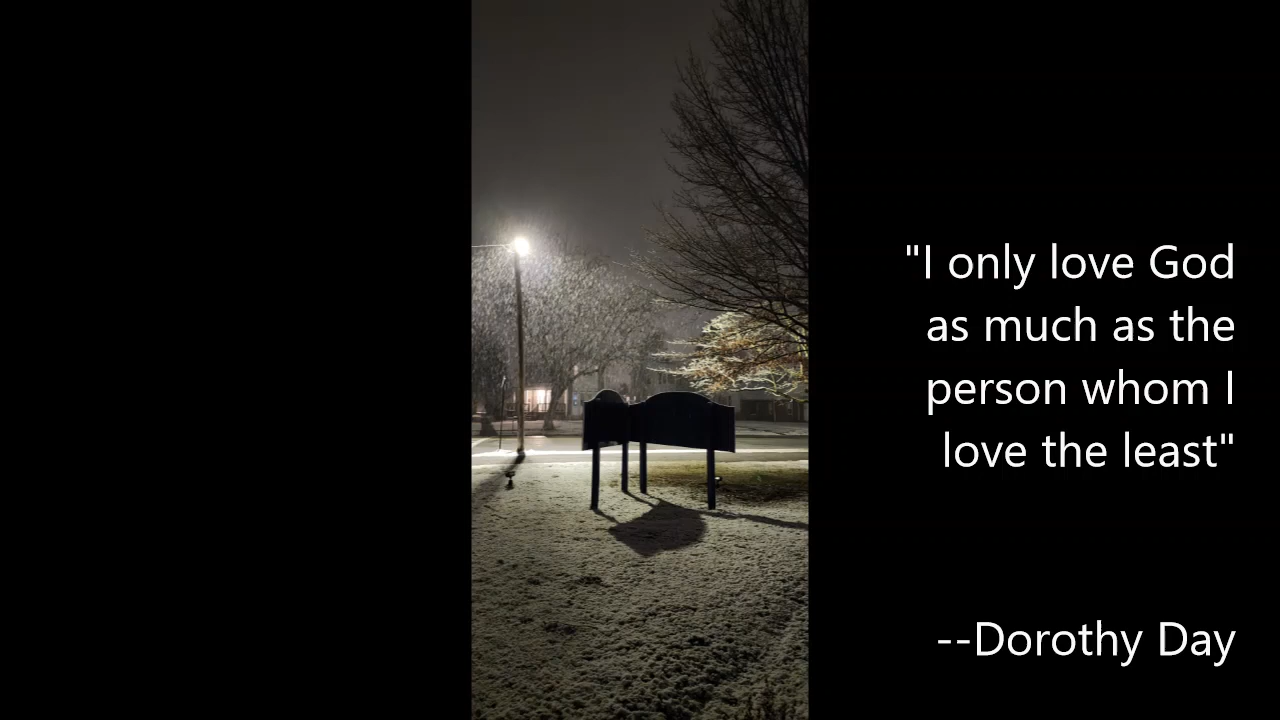 "I only love God
as much as the
person whom I
love the least"
--Dorothy Day